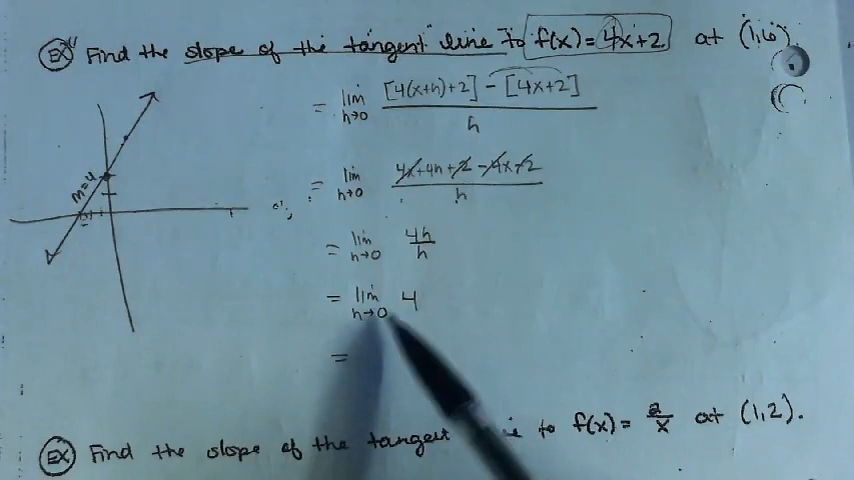 EX Find the slope of the "tangent" line to f(x)=4x+2 at (1,6).
= lim h→0 [4(x+h)+2] - [4x+2] / h
m=4
= lim h→0 4x+4h+2-4x-2 / h
= lim h→0 4h / h
= lim h→0 4
=
EX Find the slope of the tangent to f(x)= 2/x at (1,2).